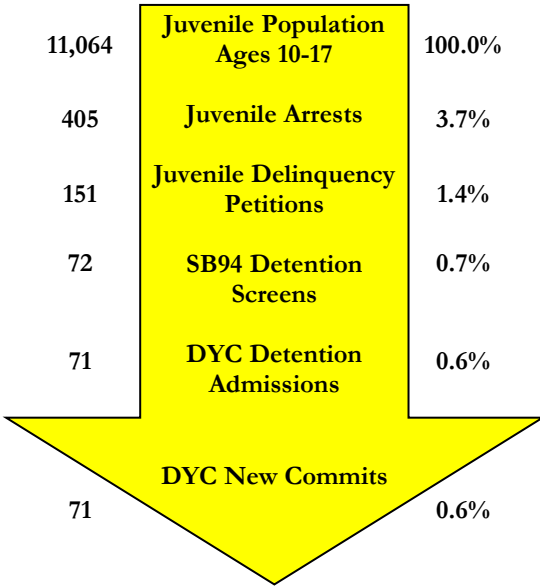 Juvenile Population
11,064 Ages 10-17 100.0%
405 Juvenile Arrests 3.7%
Juvenile Delinquency
151 Petitions 1.4%
72 SB94 Detention 0.7%
Screens
71 DYC Detention 0.6%
Admissions
DYC New Commits
71 0.6%